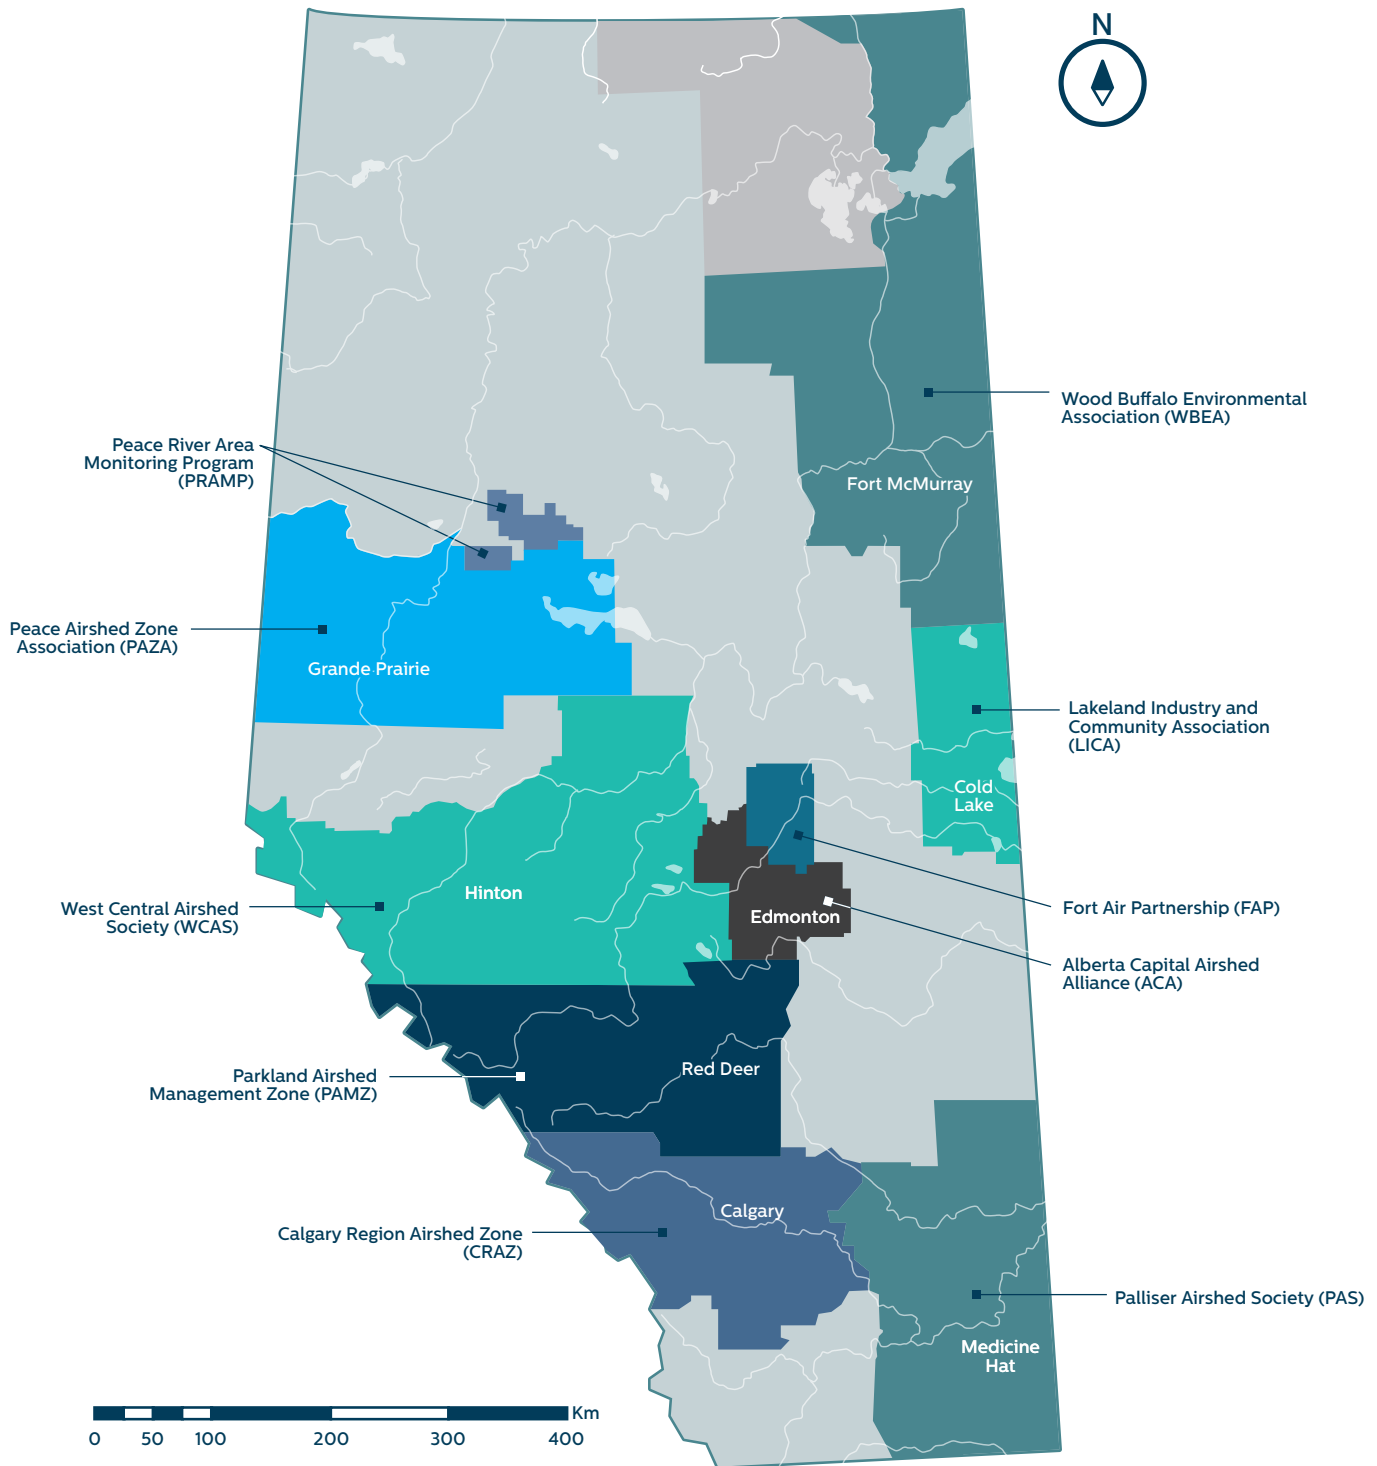 N
Wood Buffalo Environmental
Association (WBEA)
Peace River Area
Monitoring Program
(PRAMP)
Fort McMurray
Peace Airshed Zone
Association (PAZA)
Grande Prairie
Lakeland Industry and
Community Association
(LICA)
Cold
Lake
Hinton
West Central Airshed
Society (WCAS)
Edmonton
Fort Air Partnership (FAP)
Alberta Capital Airshed
Alliance (ACA)
Red Deer
Parkland Airshed
Management Zone (PAMZ)
Calgary
Calgary Region Airshed Zone
(CRAZ)
Palliser Airshed Society (PAS)
Medicine
Hat
Km
0 50 100 200 300 400